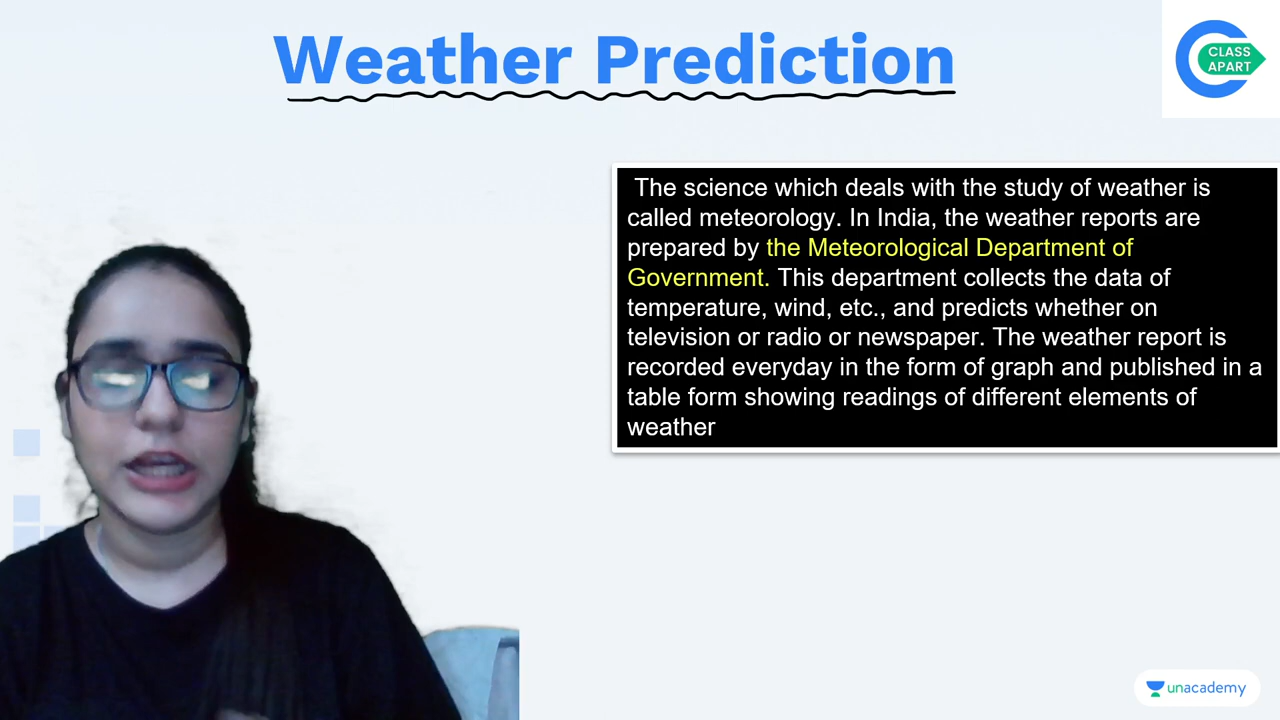 Weather Prediction
CLASS
APART
The science which deals with the study of weather is
called meteorology. In India, the weather reports are
prepared by the Meteorological Department of
Government. This department collects the data of
temperature, wind, etc., and predicts whether on
television or radio or newspaper. The weather report is
recorded everyday in the form of graph and published in a
table form showing readings of different elements of
weather
unacademy